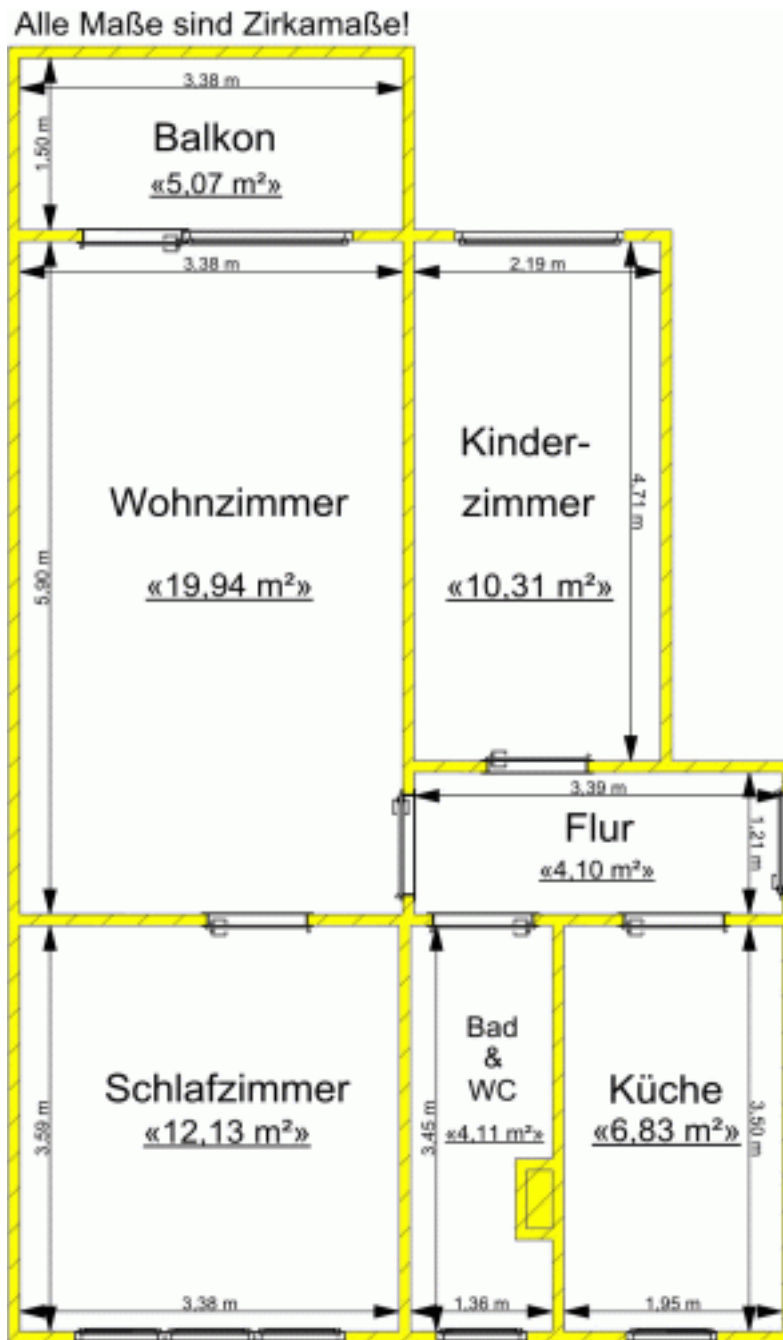 Alle Maße sind Zirkamaße!
3,38 m
1,50 m
Balkon
«5,07 m²»
3,38 m
2,19 m
Kinder-
zimmer
4,71 m
Wohnzimmer
5,90 m
«19,94 m²»
«10,31 m²»
3,39 m
Flur
1,21 m
«4,10 m²»
Bad
&
WC
Schlafzimmer
Küche
3,59 m
«12,13 m²»
3,45 m
«4,11 m²»
«6,83 m²»
3,50 m
3,38 m
1,36 m
1,95 m